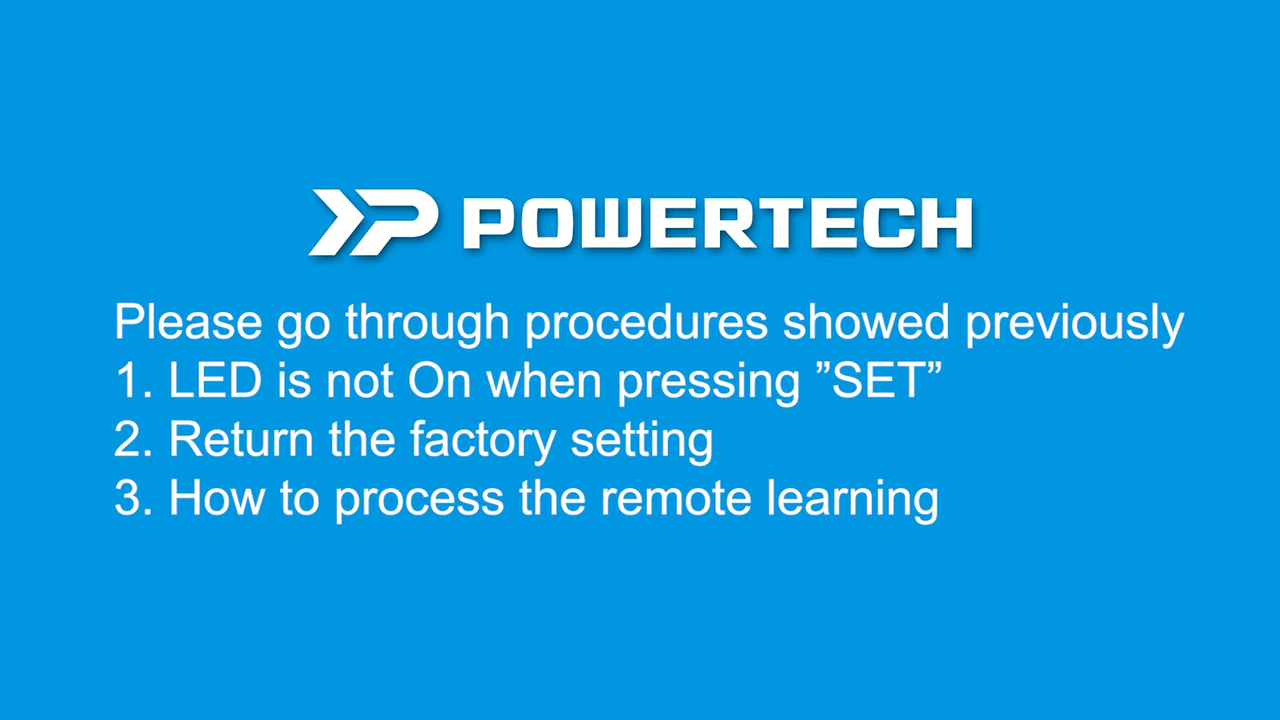 POWERTECH
Please go through procedures showed previously
1. LED is not On when pressing ”SET”
2. Return the factory setting
3. How to process the remote learning